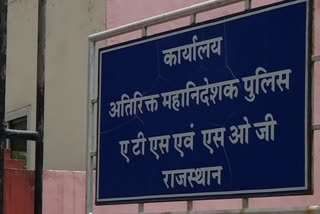 कार्यालय
अतिरिक्त महानिदेशक पुलिस
ए टी एस एवं एस ओ जी
राजस्थान